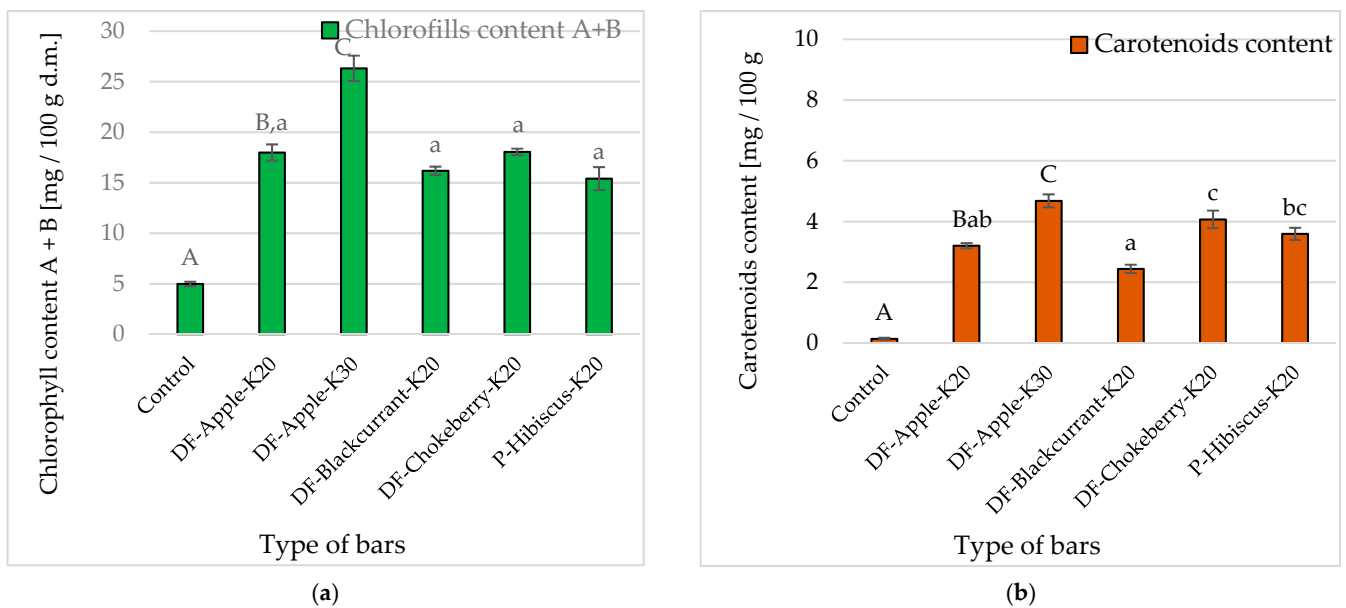 Chlorofills content A+B
Chlorophyll content A + B [mg / 100 g d.m.]
30
25
20
15
10
5
0
A
B,a
C
a
a
a
Control
DF-Apple-K20
DF-Apple-K30
DF-Blackcurrant-K20
DF-Chokeberry-K20
P-Hibiscus-K20
Type of bars
(a)
Carotenoids content
Carotenoids content [mg / 100 g
10
8
6
4
2
0
A
Bab
C
a
c
bc
Control
DF-Apple-K20
DF-Apple-K30
DF-Blackcurrant-K20
DF-Chokeberry-K20
P-Hibiscus-K20
Type of bars
(b)